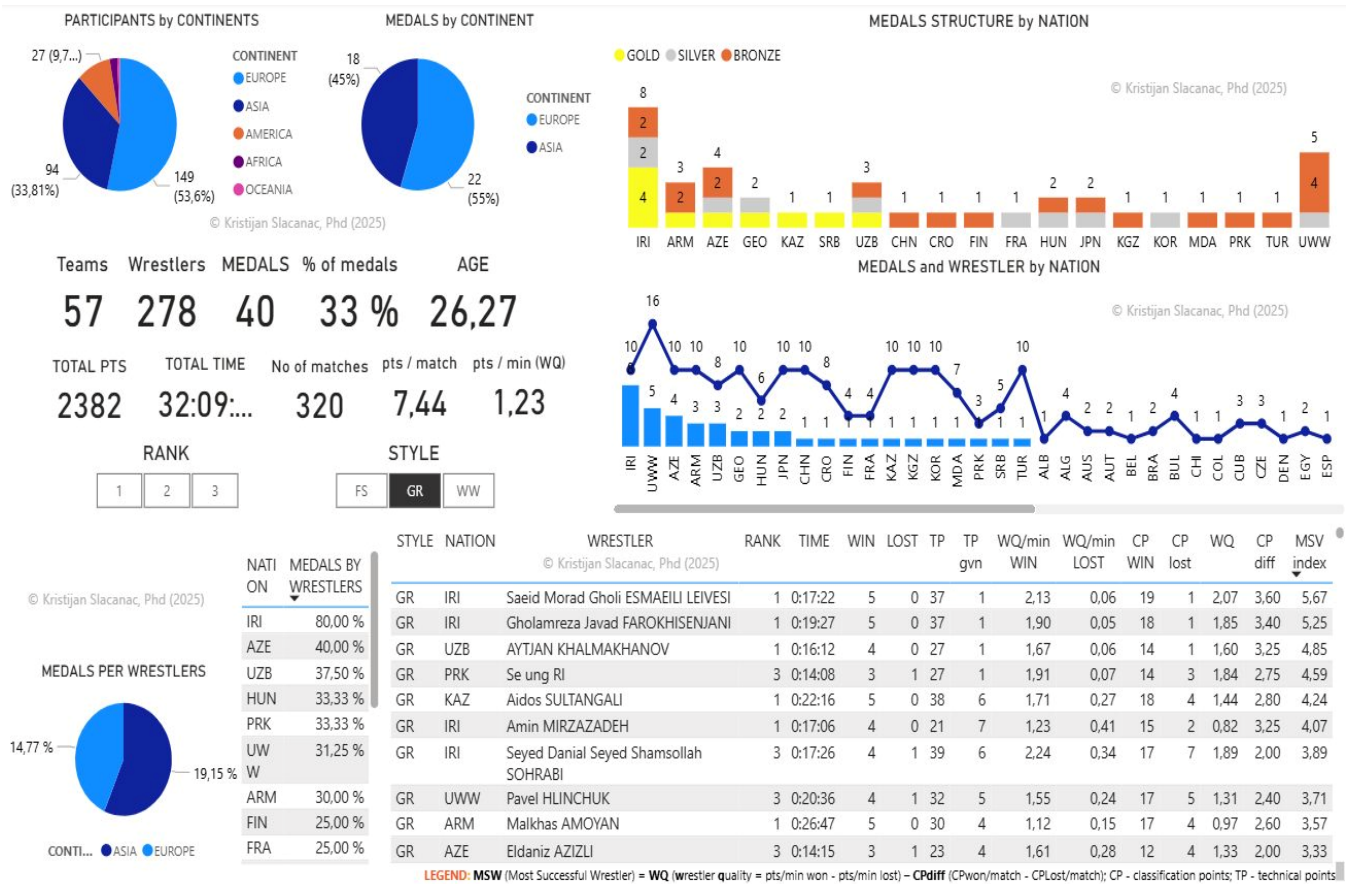 PARTICIPANTS by CONTINENTS
27 (9,7...)
94
(33,81%)
149
(53,6%)
CONTINENT
EUROPE
ASIA
AMERICA
AFRICA
OCEANIA
MEDALS by CONTINENT
18
(45%)
22
(55%)
CONTINENT
EUROPE
ASIA
© Kristijan Slacanac, Phd (2025)
MEDALS STRUCTURE by NATION
GOLD SILVER BRONZE
© Kristijan Slacanac, Phd (2025)
8 3 4 2 1 1 3 1 1 1 1 2 2 1 1 1 1 1 5
2 2 4
2 2 4
IRI ARM AZE GEO KAZ SRB UZB CHN CRO FIN FRA HUN JPN KGZ KOR MDA PRK TUR UWW
Teams Wrestlers MEDALS % of medals AGE
57 278 40 33 % 26,27
TOTAL PTS TOTAL TIME No of matches pts / match pts / min (WQ)
2382 32:09:... 320 7,44 1,23
RANK STYLE
1 2 3 FS GR WW
MEDALS and WRESTLER by NATION
© Kristijan Slacanac, Phd (2025)
10 16 10 10 8 10 6 10 10 8 4 4 10 10 10 7 3 5 10 1 4 2 2 1 2 4 1 1 3 3 1 2 1
8 5 4 3 3 2 2 2 1 1 1 1 1 1 1 1 1 1 1
IRI UWW AZE ARM UZB GEO HUN JPN CHN CRO FIN FRA KAZ KGZ KOR MDA PRK SRB TUR ALB ALG AUS AUT BEL BRA BUL CHI COL CUB CZE DEN EGY ESP
© Kristijan Slacanac, Phd (2025)
MEDALS PER WRESTLERS
14,77 %
19,15 %
CONTI... ASIA EUROPE
NATI MEDALS BY
ON WRESTLERS
IRI 80,00 %
AZE 40,00 %
UZB 37,50 %
HUN 33,33 %
PRK 33,33 %
UW 31,25 %
W
ARM 30,00 %
FIN 25,00 %
FRA 25,00 %
STYLE NATION WRESTLER RANK TIME WIN LOST TP TP WQ/min WQ/min CP CP WQ CP MSV
© Kristijan Slacanac, Phd (2025) gvn WIN LOST WIN lost diff index
GR IRI Saeid Morad Gholi ESMAEILI LEIVESI 1 0:17:22 5 0 37 1 2,13 0,06 19 1 2,07 3,60 5,67
GR IRI Gholamreza Javad FAROKHISENJANI 1 0:19:27 5 0 37 1 1,90 0,05 18 1 1,85 3,40 5,25
GR UZB AYTJAN KHALMAKHANOV 1 0:16:12 4 0 27 1 1,67 0,06 14 1 1,60 3,25 4,85
GR PRK Se ung RI 3 0:14:08 3 1 27 1 1,91 0,07 14 3 1,84 2,75 4,59
GR KAZ Aidos SULTANGALI 1 0:22:16 5 0 38 6 1,71 0,27 18 4 1,44 2,80 4,24
GR IRI Amin MIRZAZADEH 1 0:17:06 4 0 21 7 1,23 0,41 15 2 0,82 3,25 4,07
GR IRI Seyed Danial Seyed Shamsollah 3 0:17:26 4 1 39 6 2,24 0,34 17 7 1,89 2,00 3,89
SOHRABI
GR UWW Pavel HLINCHUK 3 0:20:36 4 1 32 5 1,55 0,24 17 5 1,31 2,40 3,71
GR ARM Malkhas AMOYAN 1 0:26:47 5 0 30 4 1,12 0,15 17 4 0,97 2,60 3,57
GR AZE Eldaniz AZIZLI 3 0:14:15 3 1 23 4 1,61 0,28 12 4 1,33 2,00 3,33
LEGEND: MSW (Most Successful Wrestler) = WQ (wrestler quality = pts/min won - pts/min lost) – CPdiff (CPwon/match - CPLost/match); CP - classification points; TP - technical points